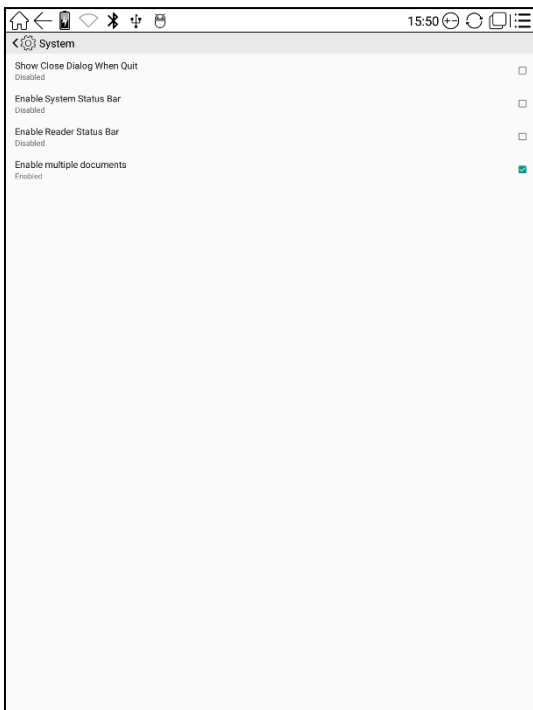 15:50
System
Show Close Dialog When Quit
Disabled
Enable System Status Bar
Disabled
Enable Reader Status Bar
Disabled
Enable multiple documents
Enabled